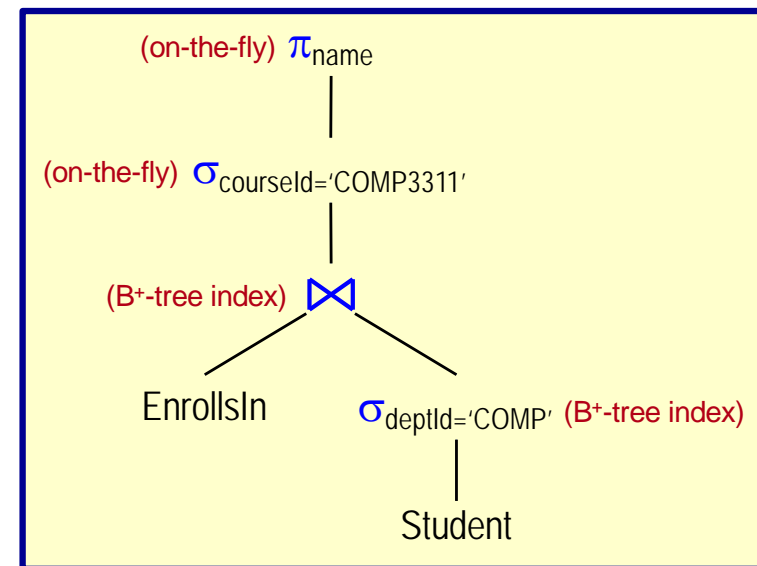 (on-the-fly) πname
(on-the-fly) σcourseId='COMP3311'
(B+-tree index) ⋈
EnrollsIn
σdeptId='COMP' (B+-tree index)
Student